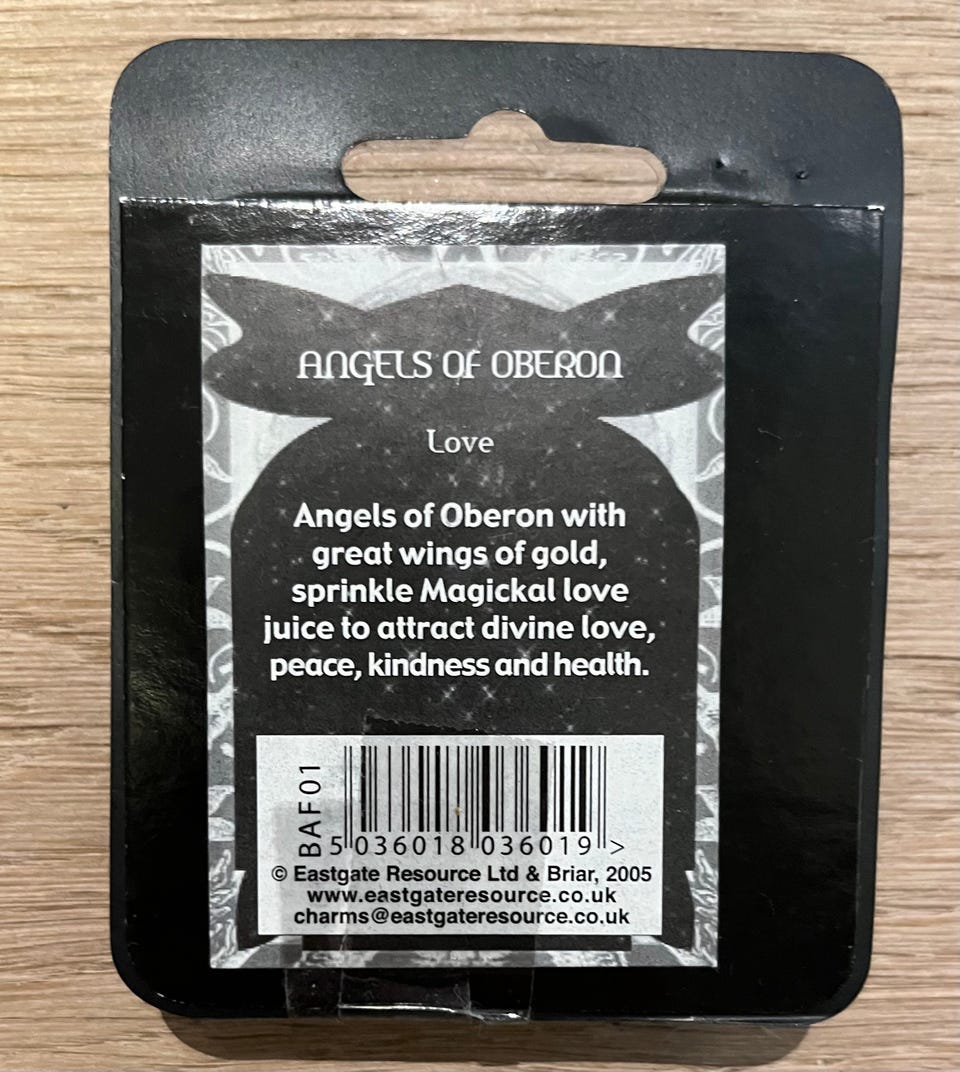 ANGELS OF OBERON
Love
Angels of Oberon with
great wings of gold,
sprinkle Magickal love
juice to attract divine love,
peace, kindness and health.
BAF01
5 036018 036019 >
© Eastgate Resource Ltd & Briar, 2005
www.eastgateresource.co.uk
charms@eastgateresource.co.uk